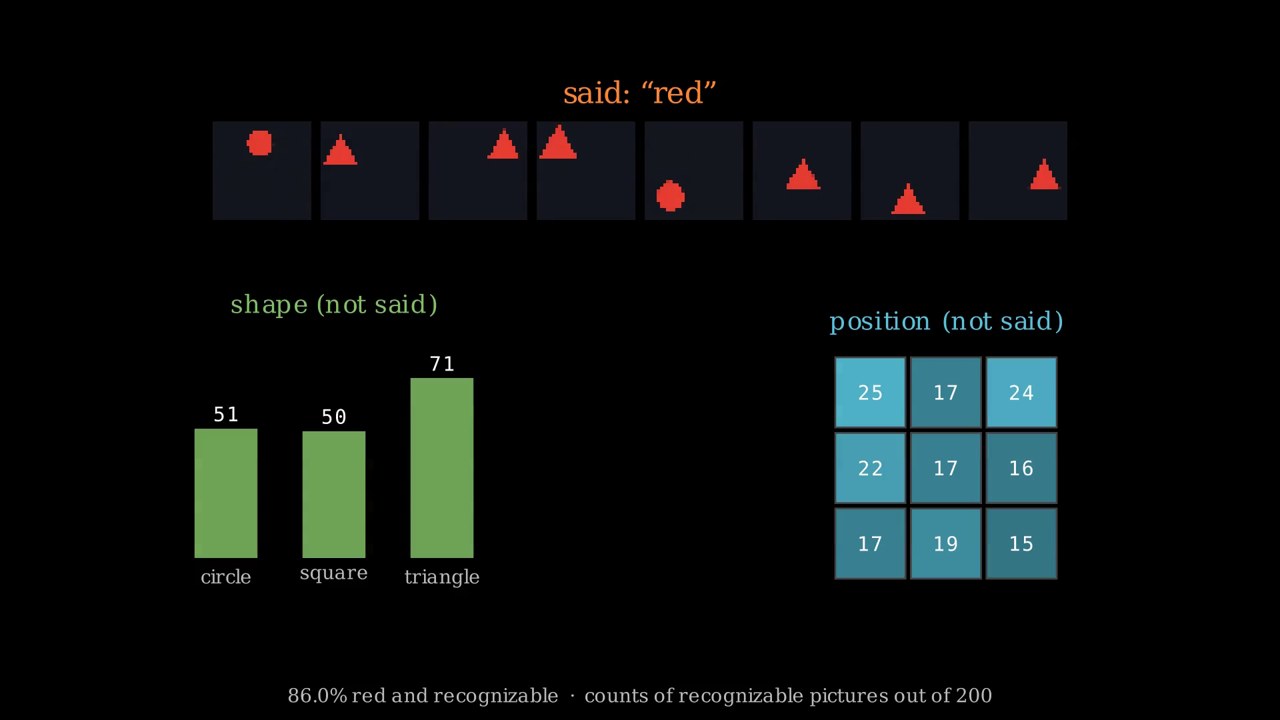 said: “red”
shape (not said)
51
50
71
circle
square
triangle
position (not said)
25 17 24
22 17 16
17 19 15
86.0% red and recognizable · counts of recognizable pictures out of 200